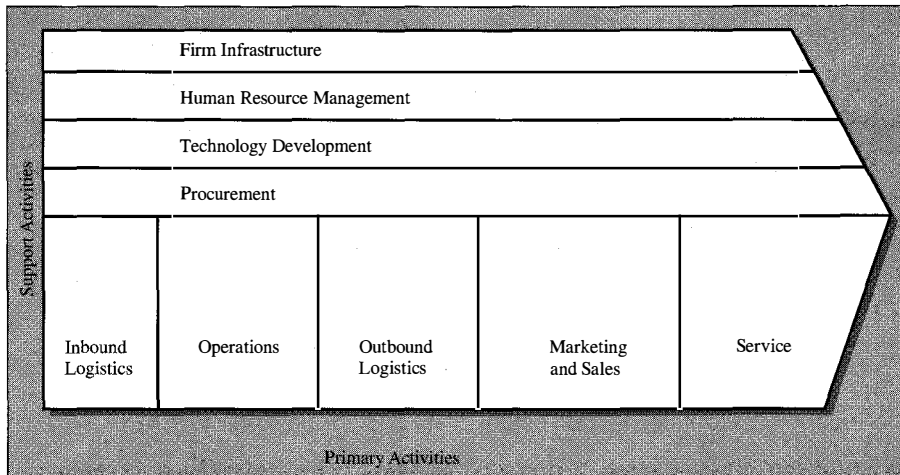 Firm Infrastructure
Human Resource Management
Technology Development
Procurement
Support Activities
Inbound
Logistics
Operations
Outbound
Logistics
Marketing
and Sales
Service
Primary Activities